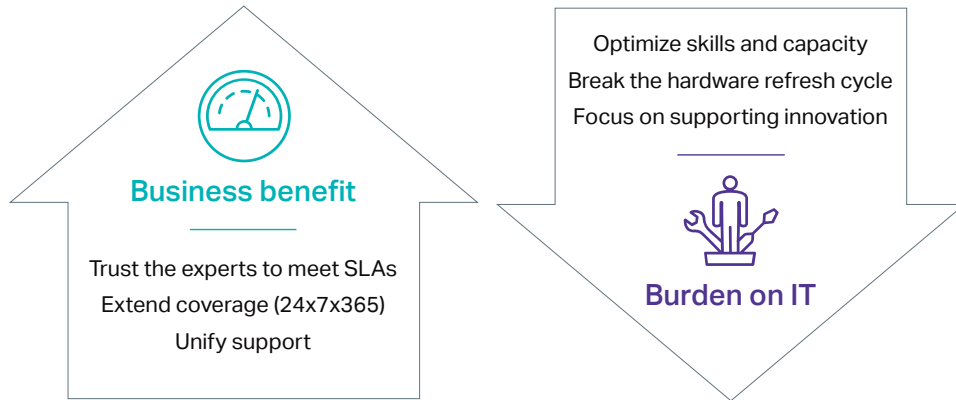 Business benefit
Trust the experts to meet SLAs
Extend coverage (24x7x365)
Unify support
Optimize skills and capacity
Break the hardware refresh cycle
Focus on supporting innovation
Burden on IT